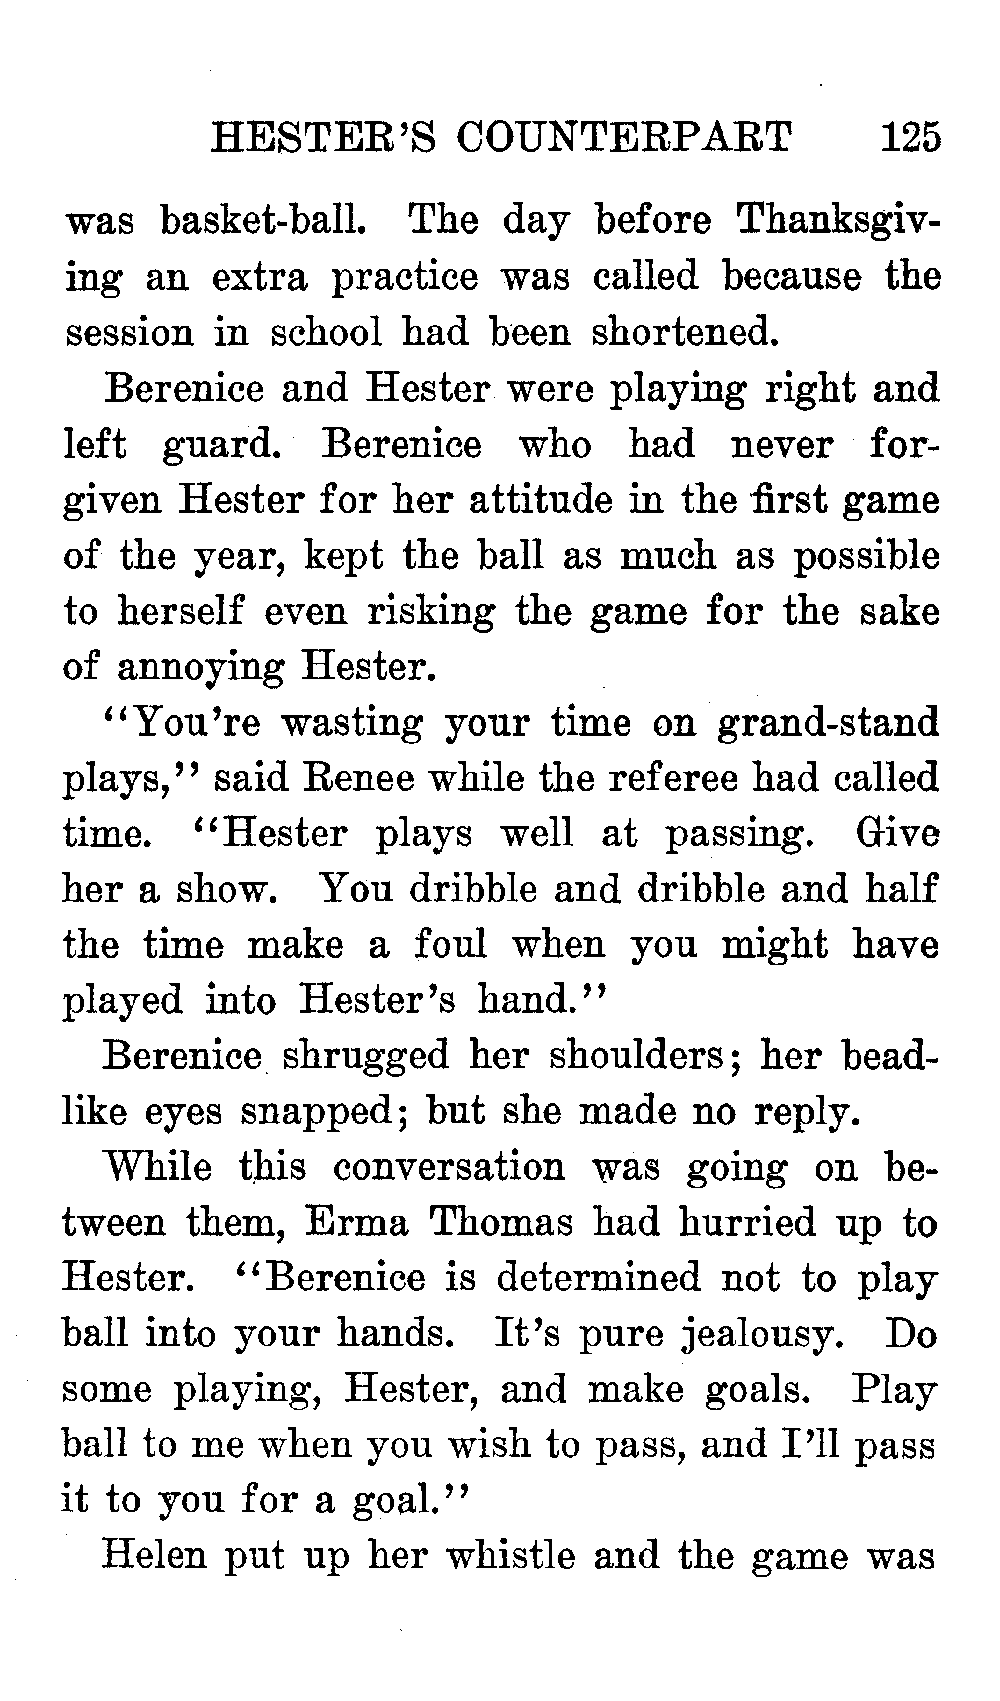 HESTER'S COUNTERPART 125
was basket-ball. The day before Thanksgiv-
ing an extra practice was called because the
session in school had been shortened.
Berenice and Hester were playing right and
left guard. Berenice who had never for-
given Hester for her attitude in the first game
of the year, kept the ball as much as possible
to herself even risking the game for the sake
of annoying Hester.
"You're wasting your time on grand-stand
plays," said Renee while the referee had called
time. "Hester plays well at passing. Give
her a show. You dribble and dribble and half
the time make a foul when you might have
played into Hester's hand."
Berenice shrugged her shoulders; her bead-
like eyes snapped; but she made no reply.
While this conversation was going on be-
tween them, Erma Thomas had hurried up to
Hester. "Berenice is determined not to play
ball into your hands. It's pure jealousy. Do
some playing, Hester, and make goals. Play
ball to me when you wish to pass, and I'll pass
it to you for a goal."
Helen put up her whistle and the game was